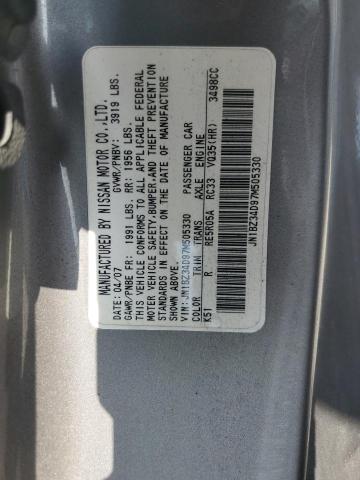 MANUFACTURED BY NISSAN MOTOR CO.,LTD.
04/07 GVWR/PNBV: 3919 LBS.
GAWR/PNBE FR: 1991 LBS. RR: 1956 LBS.
THIS VEHICLE CONFORMS TO ALL APPLICABLE FEDERAL
MOTOR VEHICLE SAFETY,BUMPER,AND THEFT PREVENTION
STANDARDS IN EFFECT ON THE DATE OF MANUFACTURE
SHOWN ABOVE.
VIN: JN1BZ34D97M505330 PASSENGER CAR
COLOR TRIM TRANS AXLE ENGINE
K51 R RE5R05A RC33 VQ35(HR) 3498CC
JN1BZ34D97M505330